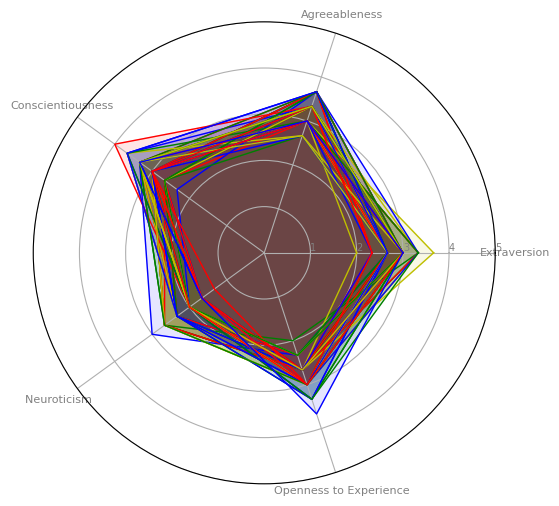 Agreeableness
Conscientiousness
1 2 3 4 5
Extraversion
Neuroticism
Openness to Experience